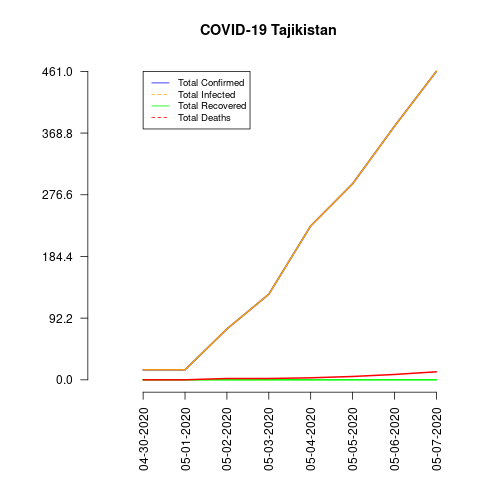 COVID-19 Tajikistan
461.0
368.8
276.6
184.4
92.2
0.0
Total Confirmed
Total Infected
Total Recovered
Total Deaths
04-30-2020
05-01-2020
05-02-2020
05-03-2020
05-04-2020
05-05-2020
05-06-2020
05-07-2020